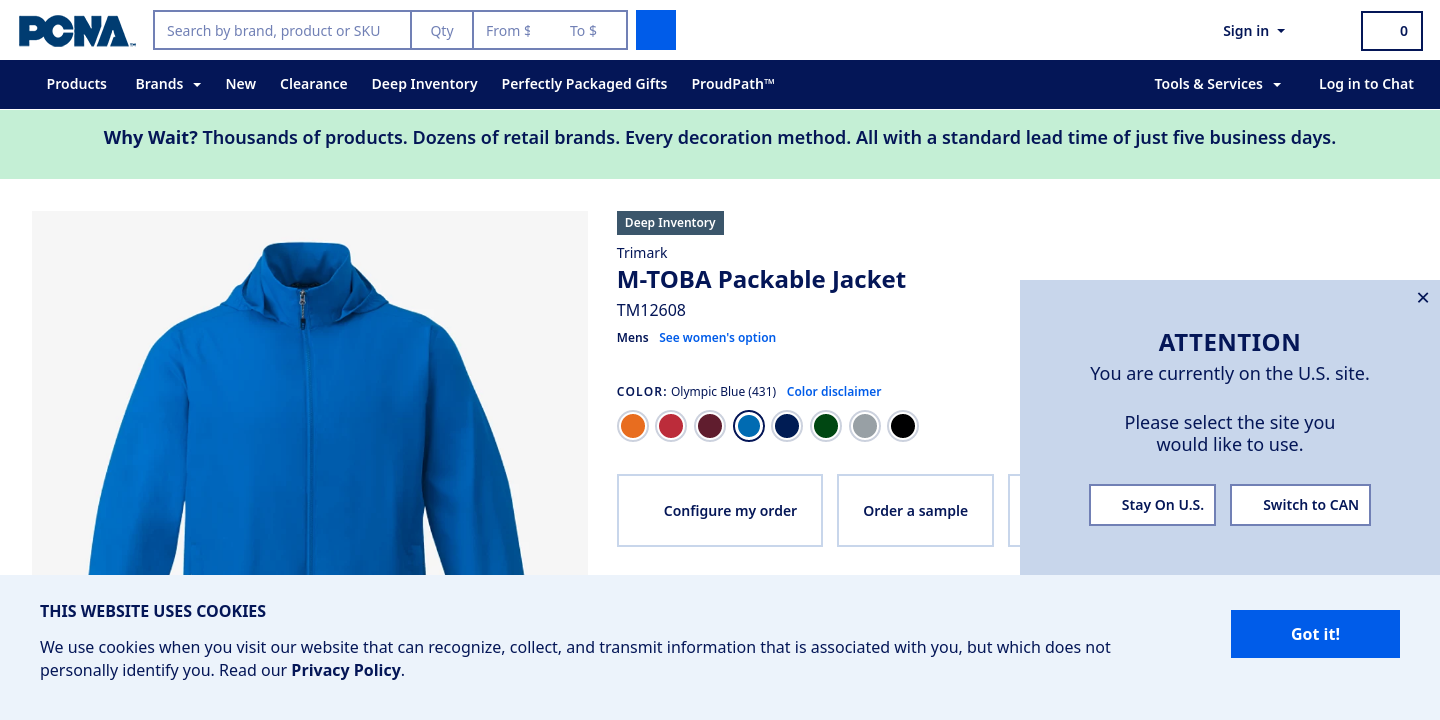 PCNA™
Search by brand, product or SKU
Qty
From $
To $
Sign in
0
Products
Brands
New
Clearance
Deep Inventory
Perfectly Packaged Gifts
ProudPath™
Tools & Services
Log in to Chat
Why Wait? Thousands of products. Dozens of retail brands. Every decoration method. All with a standard lead time of just five business days.
Deep Inventory
Trimark
M-TOBA Packable Jacket
TM12608
Mens See women's option
COLOR: Olympic Blue (431) Color disclaimer
Configure my order
Order a sample
×
ATTENTION
You are currently on the U.S. site.
Please select the site you
would like to use.
Stay On U.S.
Switch to CAN
THIS WEBSITE USES COOKIES
We use cookies when you visit our website that can recognize, collect, and transmit information that is associated with you, but which does not
personally identify you. Read our Privacy Policy.
Got it!